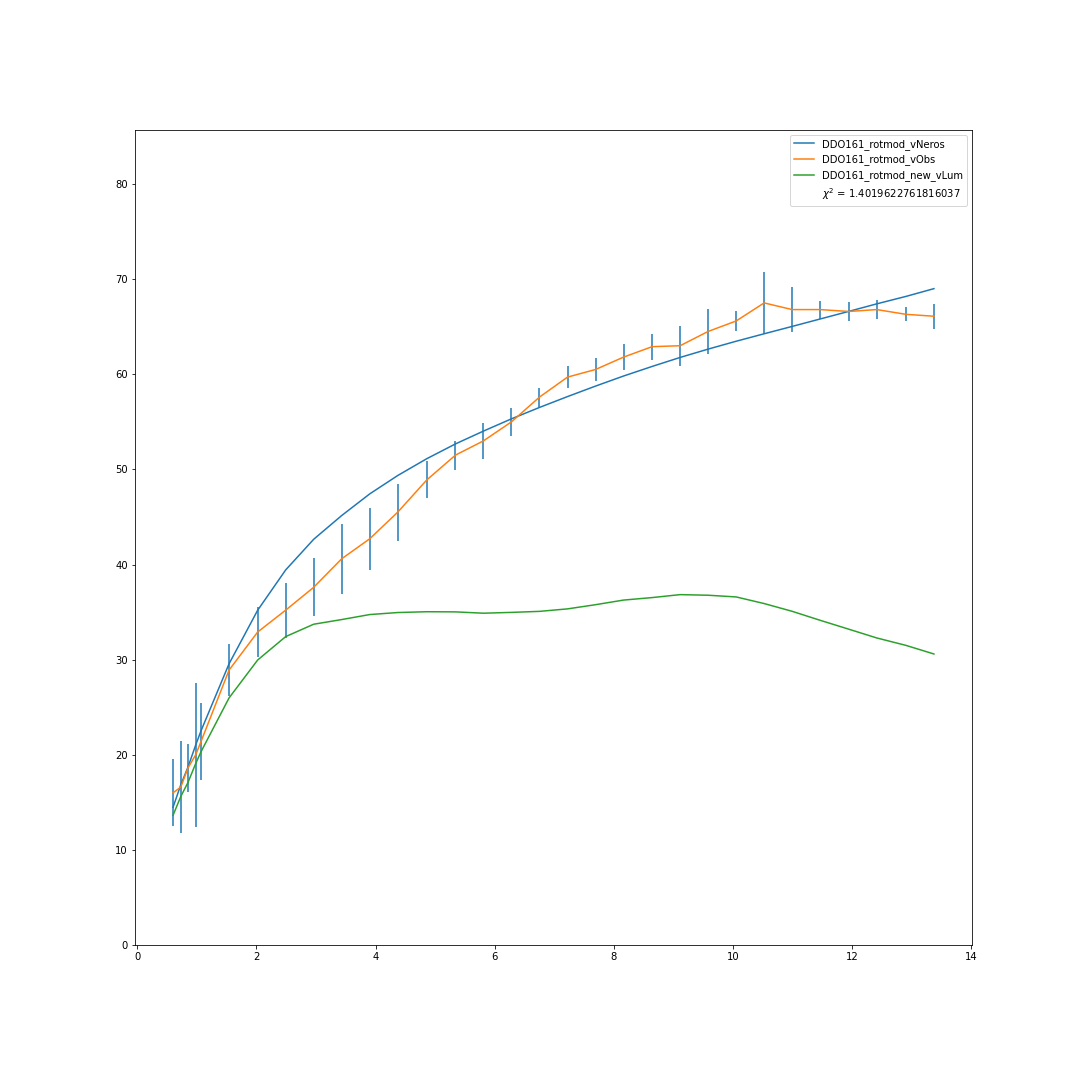 DDO161_rotmod_vNeros
DDO161_rotmod_vObs
DDO161_rotmod_new_vLum
χ² = 1.4019622761816037
80
70
60
50
40
30
20
10
0
0 2 4 6 8 10 12 14